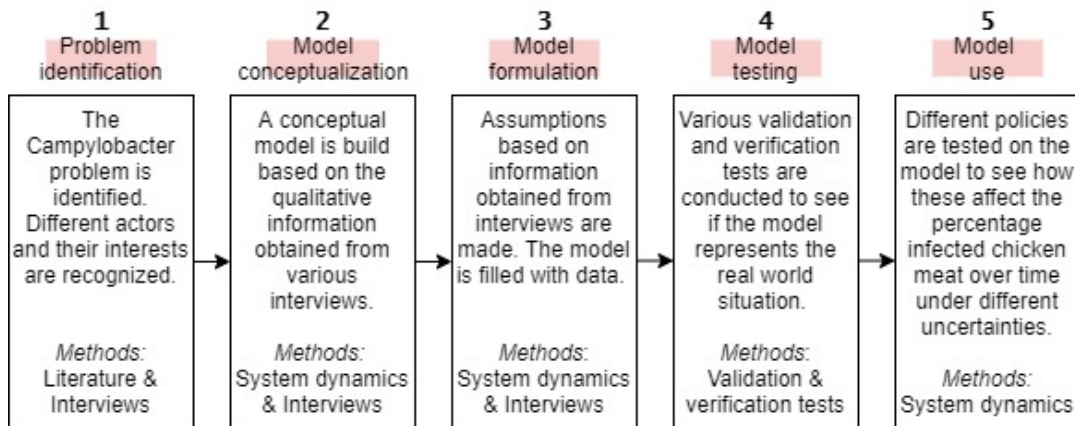 1
Problem
identification
The
Campylobacter
problem is
identified.
Different actors
and their interests
are recognized.
Methods:
Literature &
Interviews
2
Model
conceptualization
A conceptual
model is build
based on the
qualitative
information
obtained from
various
interviews.
Methods:
System dynamics
& Interviews
3
Model
formulation
Assumptions
based on
information
obtained from
interviews are
made. The model
is filled with data.
Methods:
System dynamics
& Interviews
4
Model
testing
Various validation
and verification
tests are
conducted to see
if the model
represents the
real world
situation.
Methods:
Validation &
verification tests
5
Model
use
Different policies
are tested on the
model to see how
these affect the
percentage
infected chicken
meat over time
under different
uncertainties.
Methods:
System dynamics